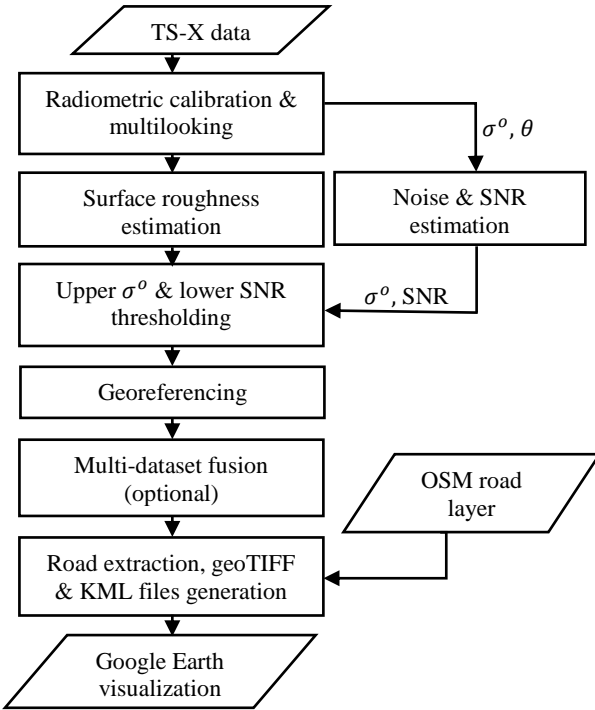 TS-X data
Radiometric calibration &
multilooking
σ°, θ
Surface roughness
estimation
Noise & SNR
estimation
Upper σ° & lower SNR
thresholding
σ°, SNR
Georeferencing
Multi-dataset fusion
(optional)
OSM road
layer
Road extraction, geoTIFF
& KML files generation
Google Earth
visualization